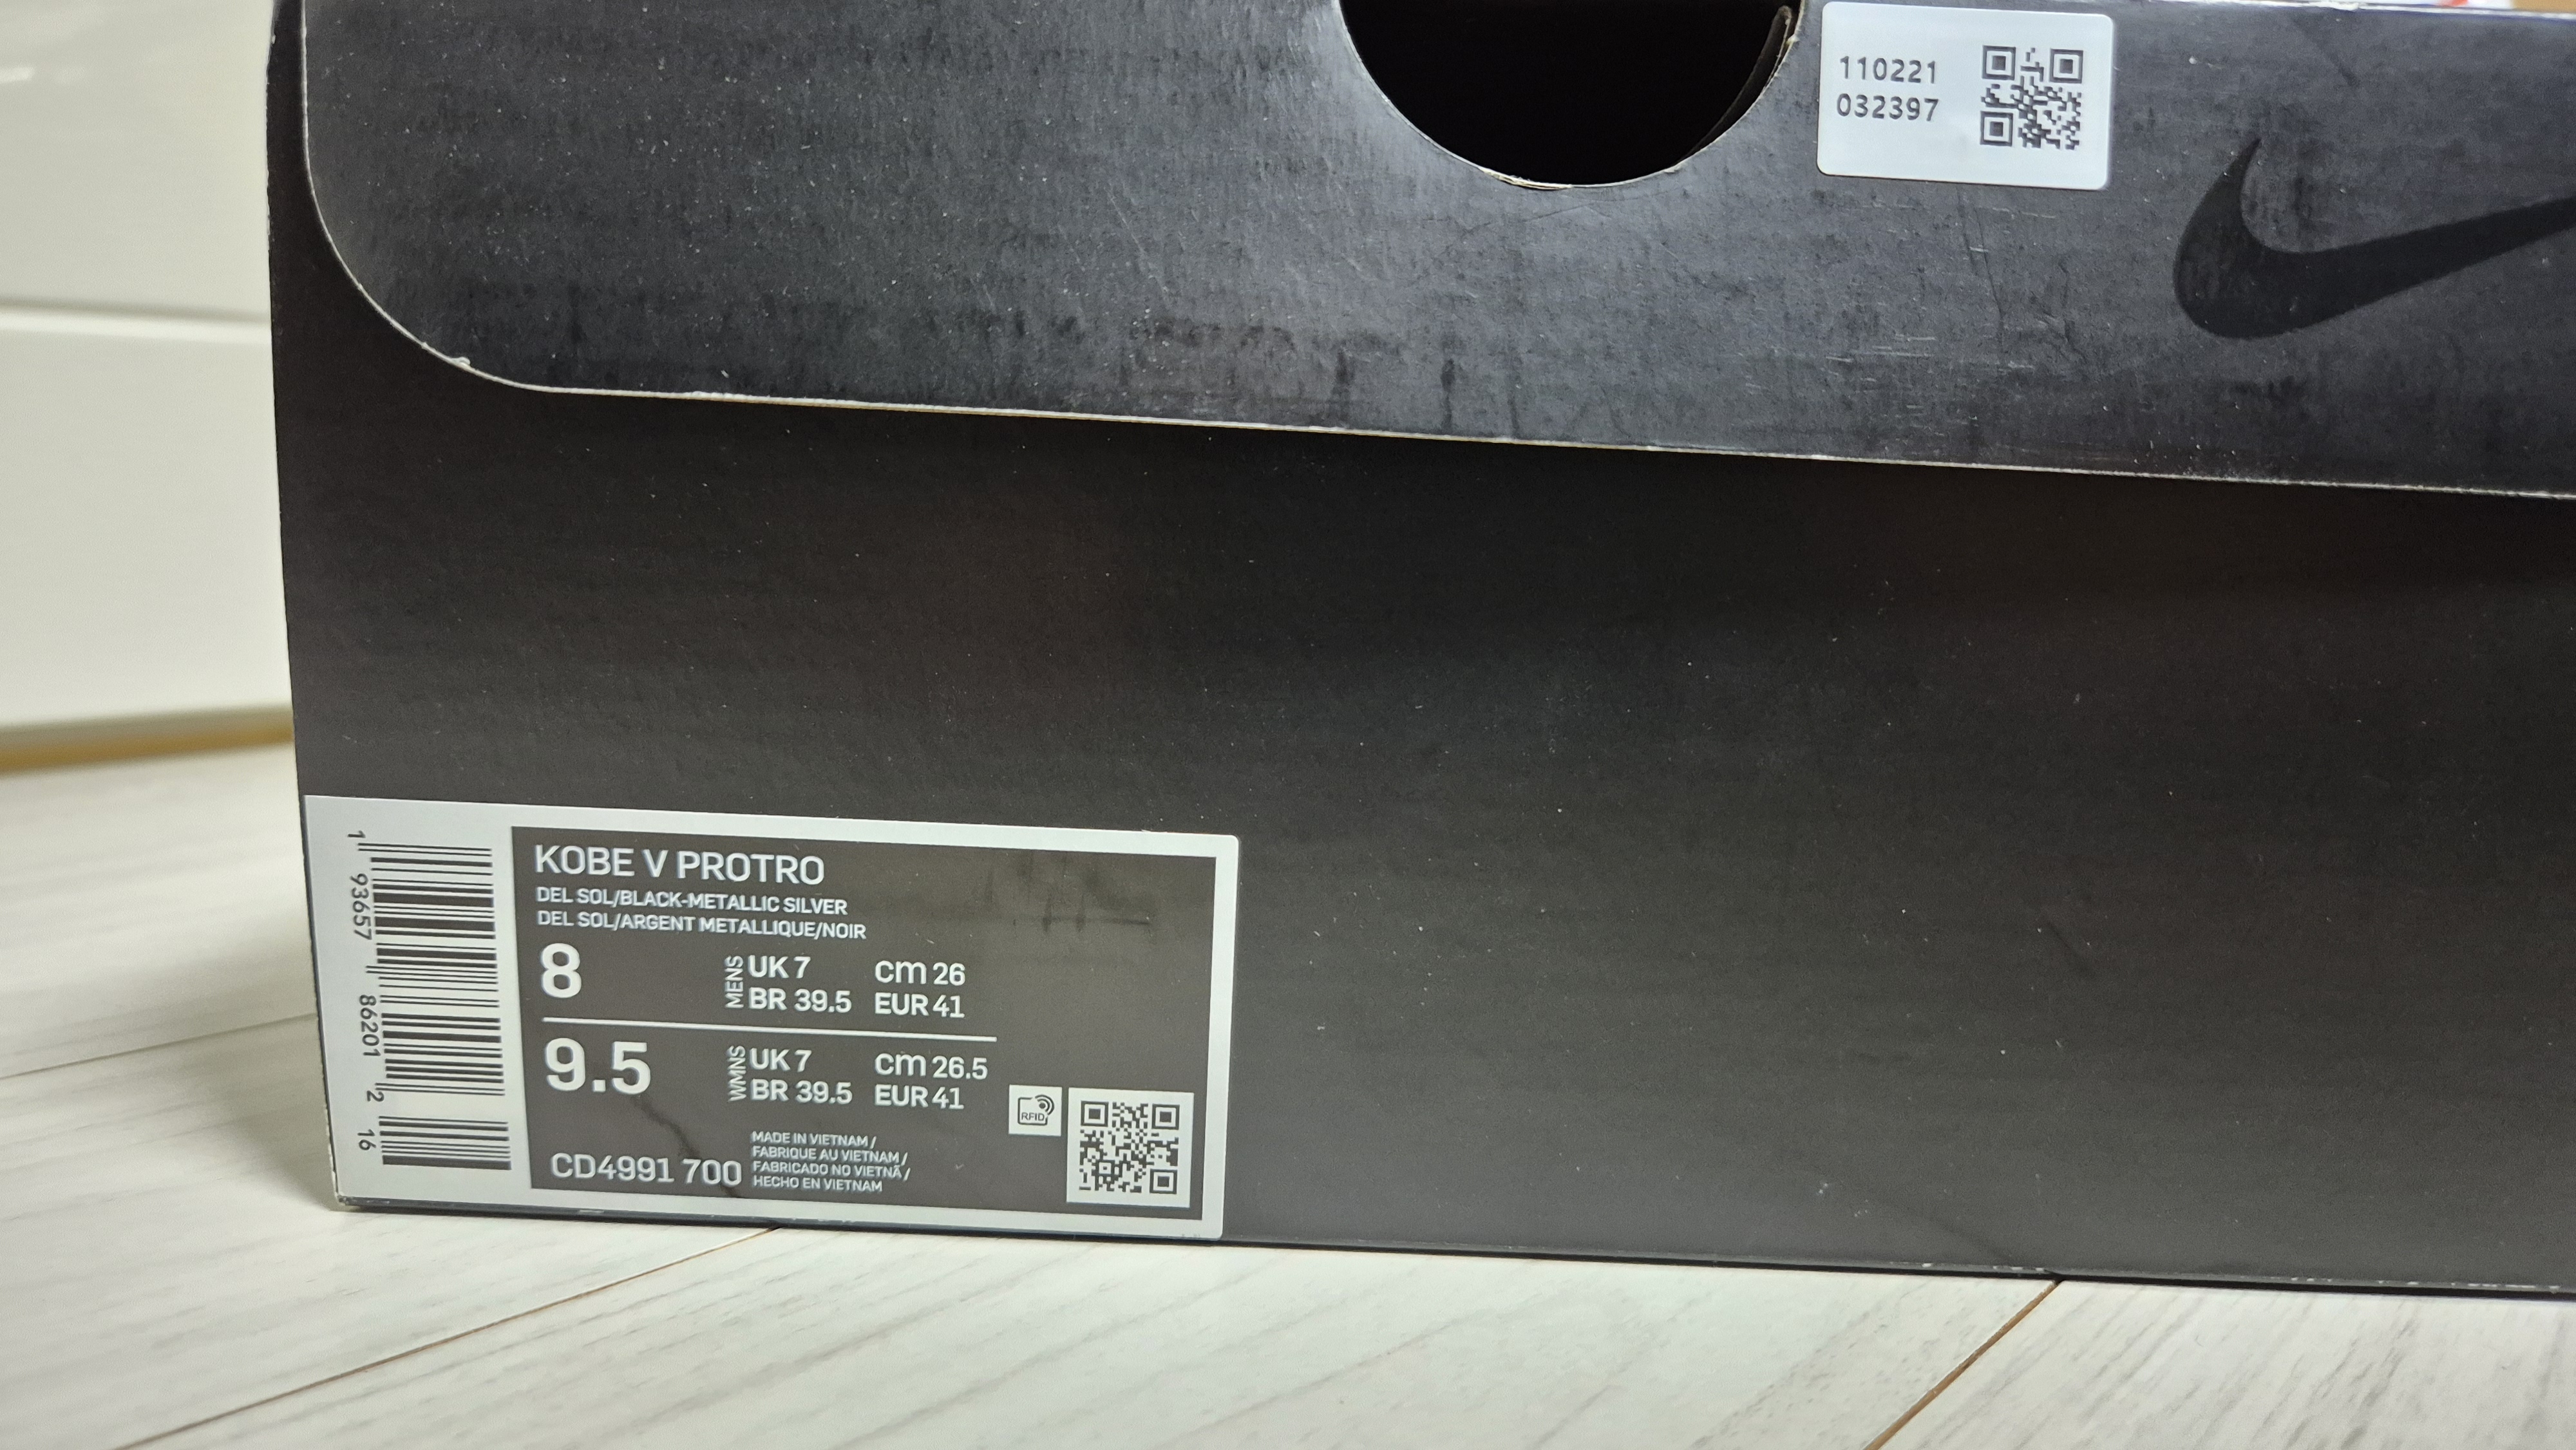 110221
032397
KOBE V PROTRO
DEL SOL/BLACK-METALLIC SILVER
DEL SOL/ARGENT METALLIQUE/NOIR
8
MENS
UK 7 cm 26
BR 39.5 EUR 41
9.5
WMNS
UK 7 cm 26.5
BR 39.5 EUR 41
RFID
CD4991 700
MADE IN VIETNAM /
FABRIQUE AU VIETNAM /
FABRICADO NO VIETNÃ /
HECHO EN VIETNAM
1 93657 86201 2 16